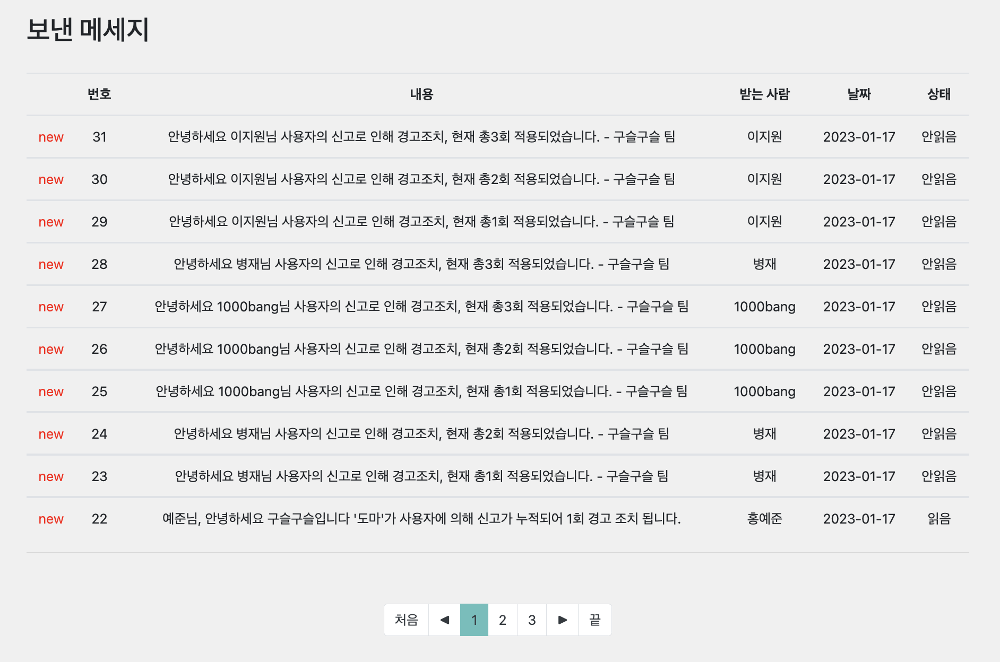 보낸 메세지
번호 내용 받는 사람 날짜 상태
new 31 안녕하세요 이지원님 사용자의 신고로 인해 경고조치, 현재 총3회 적용되었습니다. - 구슬구슬 팀 이지원 2023-01-17 안읽음
new 30 안녕하세요 이지원님 사용자의 신고로 인해 경고조치, 현재 총2회 적용되었습니다. - 구슬구슬 팀 이지원 2023-01-17 안읽음
new 29 안녕하세요 이지원님 사용자의 신고로 인해 경고조치, 현재 총1회 적용되었습니다. - 구슬구슬 팀 이지원 2023-01-17 안읽음
new 28 안녕하세요 병재님 사용자의 신고로 인해 경고조치, 현재 총3회 적용되었습니다. - 구슬구슬 팀 병재 2023-01-17 안읽음
new 27 안녕하세요 1000bang님 사용자의 신고로 인해 경고조치, 현재 총3회 적용되었습니다. - 구슬구슬 팀 1000bang 2023-01-17 안읽음
new 26 안녕하세요 1000bang님 사용자의 신고로 인해 경고조치, 현재 총2회 적용되었습니다. - 구슬구슬 팀 1000bang 2023-01-17 안읽음
new 25 안녕하세요 1000bang님 사용자의 신고로 인해 경고조치, 현재 총1회 적용되었습니다. - 구슬구슬 팀 1000bang 2023-01-17 안읽음
new 24 안녕하세요 병재님 사용자의 신고로 인해 경고조치, 현재 총2회 적용되었습니다. - 구슬구슬 팀 병재 2023-01-17 안읽음
new 23 안녕하세요 병재님 사용자의 신고로 인해 경고조치, 현재 총1회 적용되었습니다. - 구슬구슬 팀 병재 2023-01-17 안읽음
new 22 예준님, 안녕하세요 구슬구슬입니다 '도마'가 사용자에 의해 신고가 누적되어 1회 경고 조치 됩니다. 홍예준 2023-01-17 읽음
처음 ◀ 1 2 3 ▶ 끝